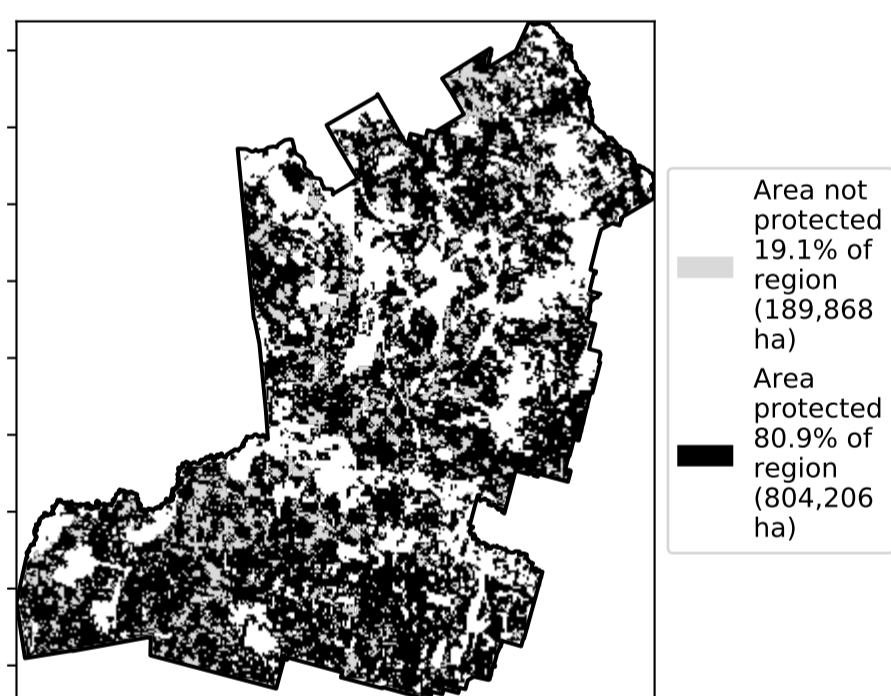 Area not
protected
19.1% of
region
(189,868
ha)
Area
protected
80.9% of
region
(804,206
ha)